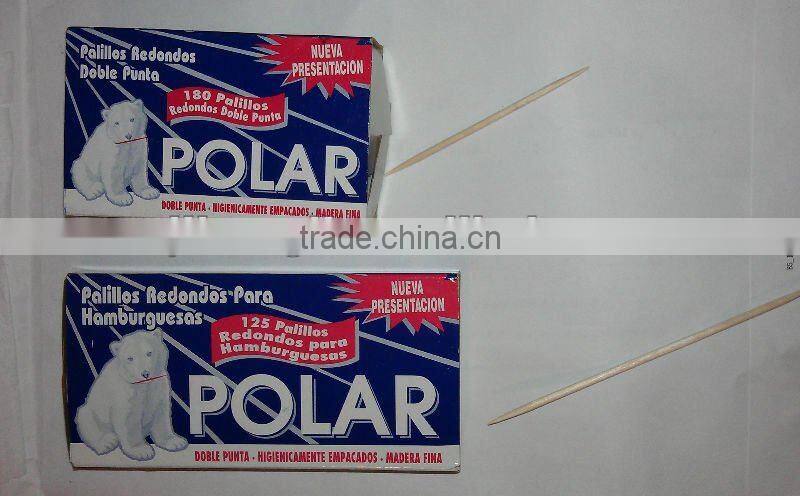 Palillos Redondos
Doble Punta
NUEVA
PRESENTACION
180 Palillos
Redondos Doble Punta
POLAR
DOBLE PUNTA - HIGIENICAMENTE EMPACADOS - MADERA FINA
trade.china.cn
Palillos Redondos Para
Hamburguesas
NUEVA
PRESENTACION
125 Palillos
Redondos para
Hamburguesas
POLAR
DOBLE PUNTA - HIGIENICAMENTE EMPACADOS - MADERA FINA